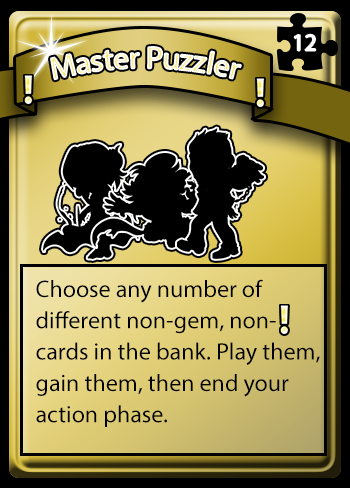 12
Master Puzzler
! !
Choose any number of
different non-gem, non-!
cards in the bank. Play them,
gain them, then end your
action phase.